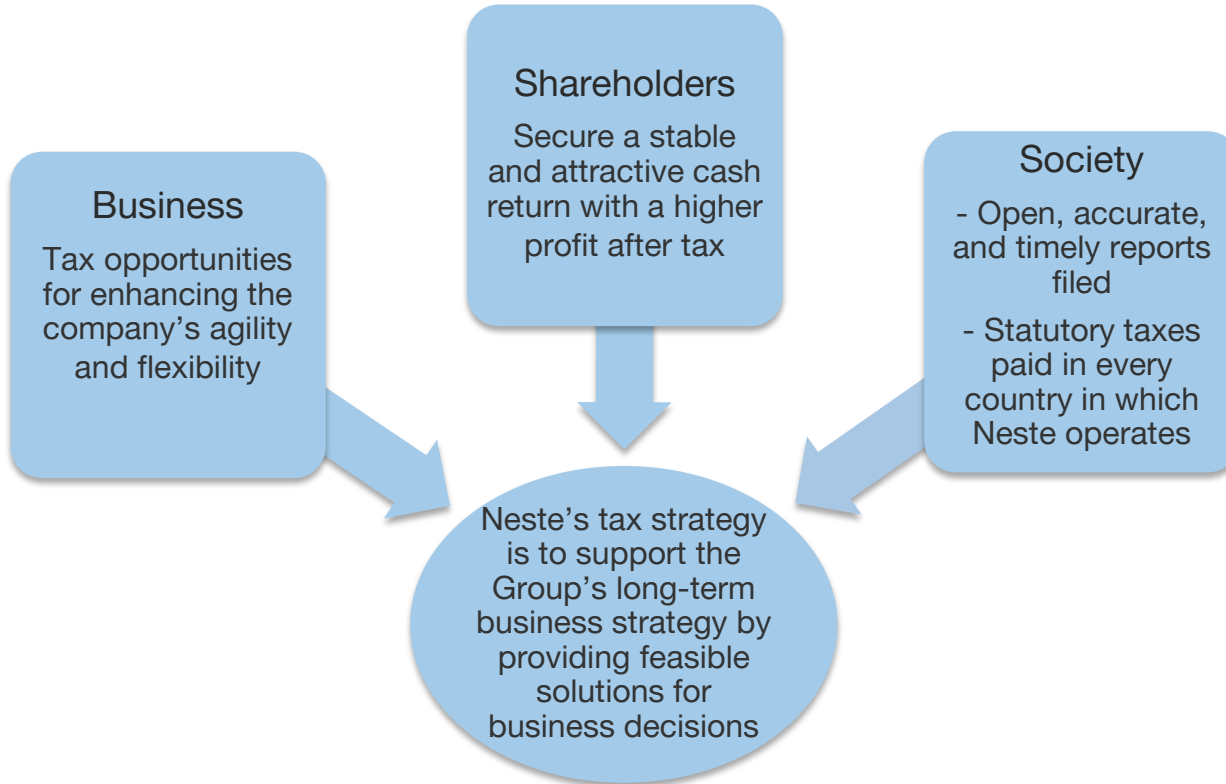 Business
Tax opportunities
for enhancing the
company’s agility
and flexibility
Shareholders
Secure a stable
and attractive cash
return with a higher
profit after tax
Society
- Open, accurate,
and timely reports
filed
- Statutory taxes
paid in every
country in which
Neste operates
Neste’s tax strategy
is to support the
Group’s long-term
business strategy by
providing feasible
solutions for
business decisions